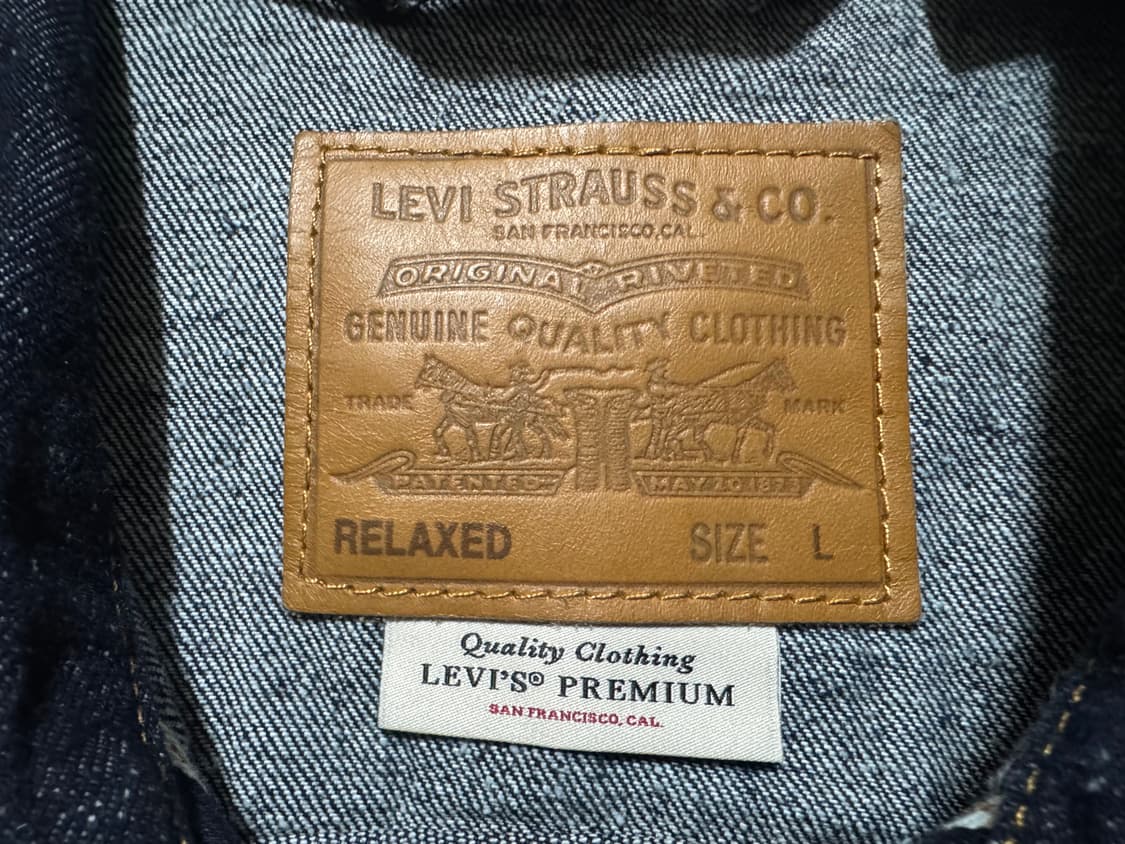 LEVI STRAUSS & CO.
SAN FRANCISCO, CAL.
ORIGINAL RIVETED
GENUINE QUALITY CLOTHING
TRADE MARK
PATENTED MAY 20 1873
RELAXED SIZE L
Quality Clothing
LEVI'S® PREMIUM
SAN FRANCISCO, CAL.